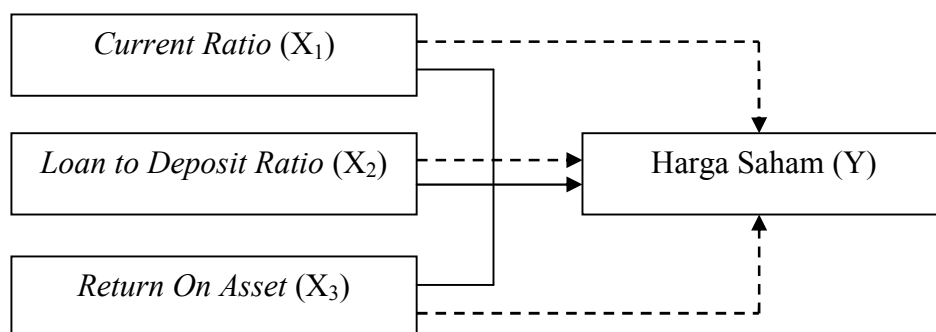 Current Ratio (X₁)
Loan to Deposit Ratio (X₂)
Harga Saham (Y)
Return On Asset (X₃)